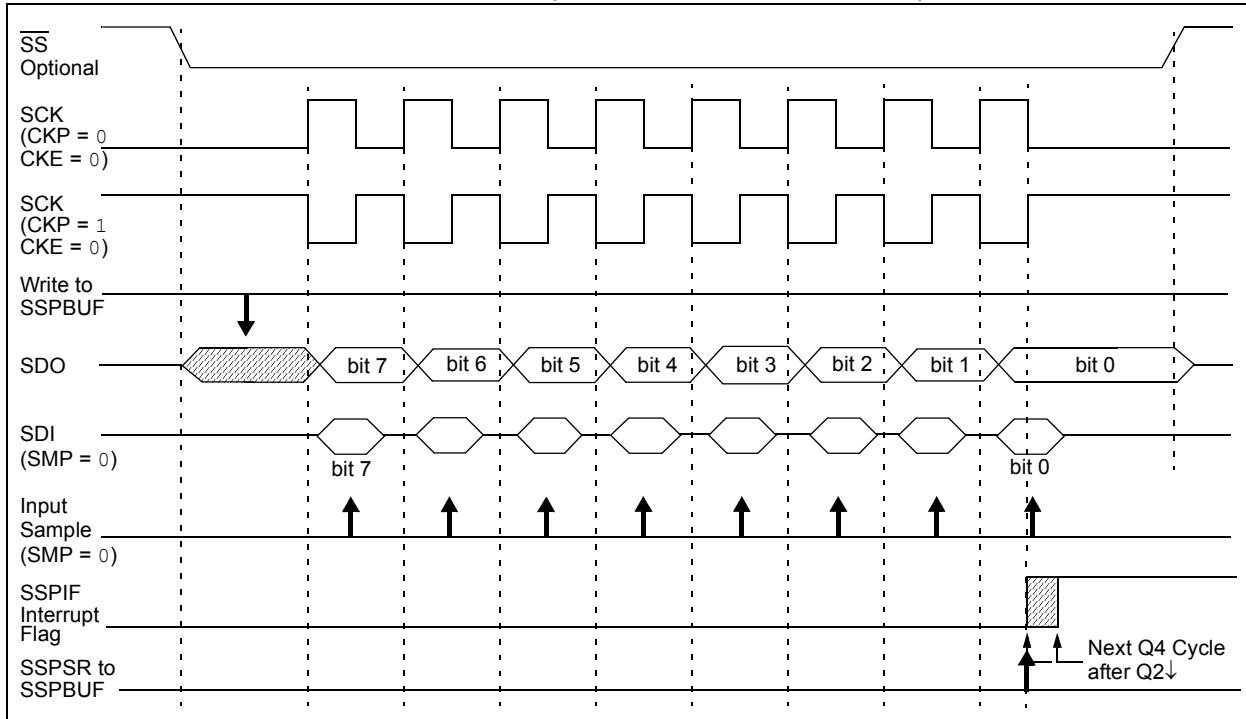 SS
Optional
SCK
(CKP = 0
CKE = 0)
SCK
(CKP = 1
CKE = 0)
Write to
SSPBUF
SDO
bit 7 bit 6 bit 5 bit 4 bit 3 bit 2 bit 1 bit 0
SDI
(SMP = 0)
bit 7 bit 0
Input
Sample
(SMP = 0)
SSPIF
Interrupt
Flag
Next Q4 Cycle
after Q2↓
SSPSR to
SSPBUF